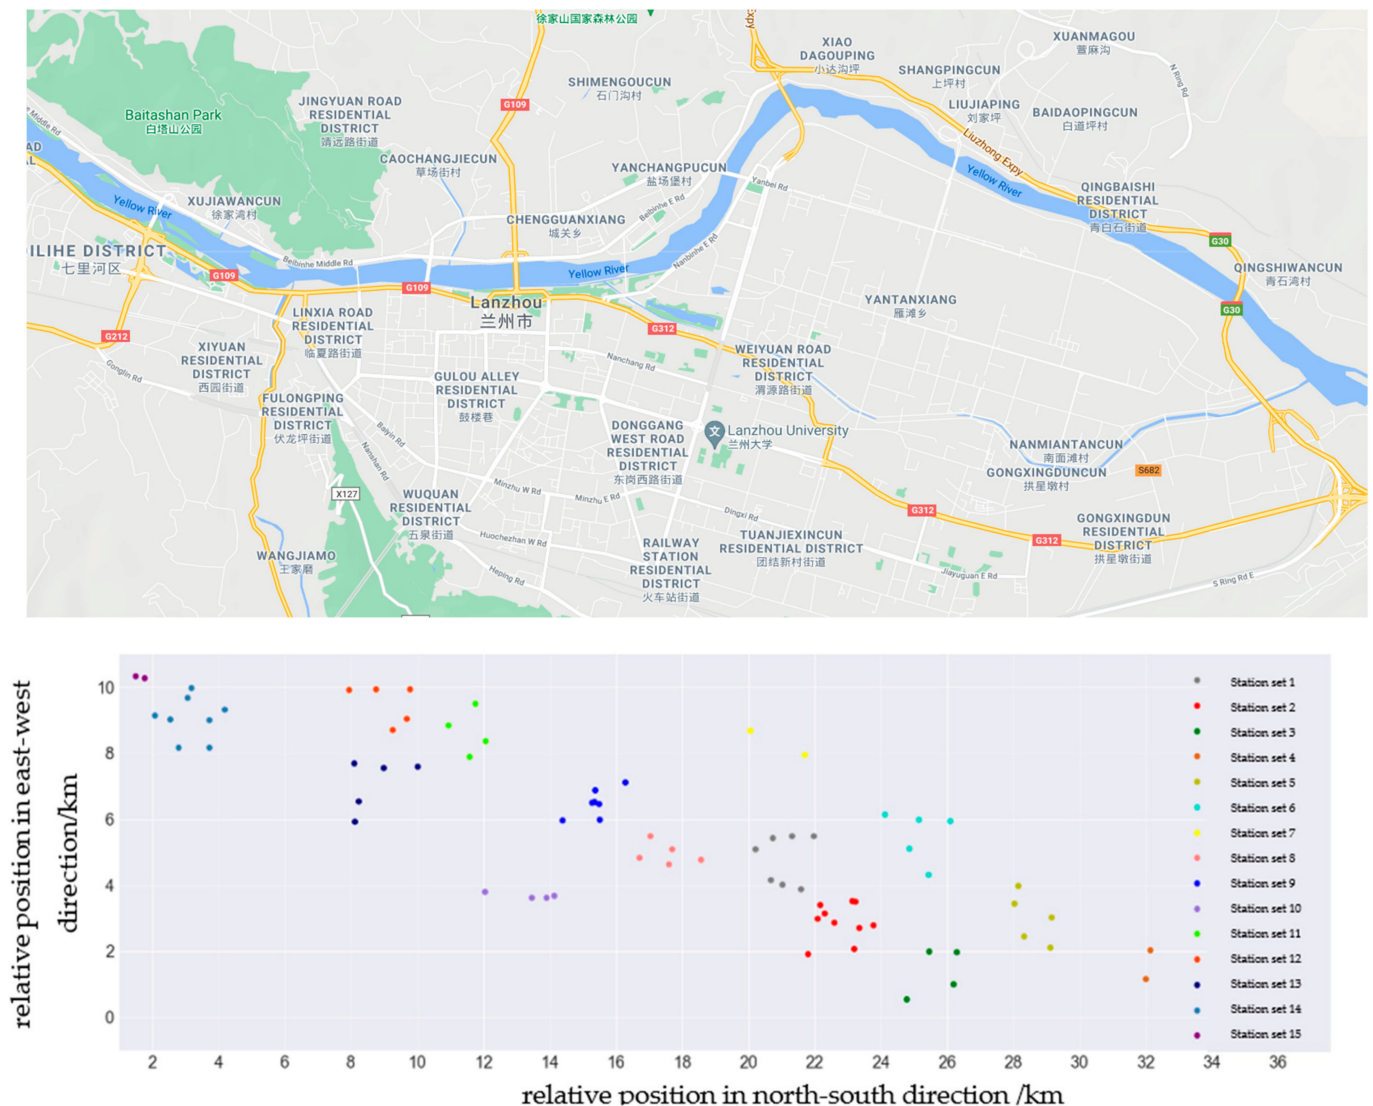 徐家山国家森林公园
Expy
XUANMAGOU
萱麻沟
XIAO
DAGOUPING
小达沟坪
SHANGPINGCUN
上坪村
N Ring Rd
SHIMENGOUCUN
石门沟村
JINGYUAN ROAD
RESIDENTIAL
DISTRICT
靖远路街道
G109
LIUJIAPING
刘家坪
BAIDAOPINGCUN
白道坪村
Baitashan Park
白塔山公园
Middle Rd
Liuzhong Expy
AD
AL
CAOCHANGJIECUN
草场街村
YANCHANGPUCUN
盐场堡村
Yanbei Rd
Yellow River
QINGBAISHI
RESIDENTIAL
DISTRICT
青白石街道
Yellow River
XUJIAWANCUN
徐家湾村
CHENGGUANXIANG
城关乡
Beibinhe E Rd
G30
ILIHE DISTRICT
七里河区
Beibinhe Middle Rd
Nanbinhe E Rd
Yellow River
QINGSHIWANCUN
青石湾村
G109
G109
Lanzhou
兰州市
YANTANXIANG
雁滩乡
G30
LINXIA ROAD
RESIDENTIAL
DISTRICT
临夏路街道
G312
G212
XIYUAN
RESIDENTIAL
DISTRICT
西园街道
Gonglin Rd
Nanchang Rd
WEIYUAN ROAD
RESIDENTIAL
DISTRICT
渭源路街道
GULOU ALLEY
RESIDENTIAL
DISTRICT
鼓楼巷
FULONGPING
RESIDENTIAL
DISTRICT
伏龙坪街道
Baiyin Rd
Nanshan Rd
DONGGANG
WEST ROAD
RESIDENTIAL
DISTRICT
东岗西路街道
Lanzhou University
兰州大学
NANMIANTANCUN
南面滩村
GONGXINGDUNCUN
拱星墩村
S682
X127
WUQUAN
RESIDENTIAL
DISTRICT
五泉街道
Minzhu W Rd
Minzhu E Rd
Dingxi Rd
G312
GONGXINGDUN
RESIDENTIAL
DISTRICT
拱星墩街道
G312
WANGJIAMO
王家磨
Huochezhan W Rd
Heping Rd
RAILWAY
STATION
RESIDENTIAL
DISTRICT
火车站街道
TUANJIEXINCUN
RESIDENTIAL DISTRICT
团结新村街道
Jiayuguan E Rd
S Ring Rd E
relative position in east-west
direction/km
10
8
6
4
2
0
Station set 1
Station set 2
Station set 3
Station set 4
Station set 5
Station set 6
Station set 7
Station set 8
Station set 9
Station set 10
Station set 11
Station set 12
Station set 13
Station set 14
Station set 15
2 4 6 8 10 12 14 16 18 20 22 24 26 28 30 32 34 36
relative position in north-south direction /km